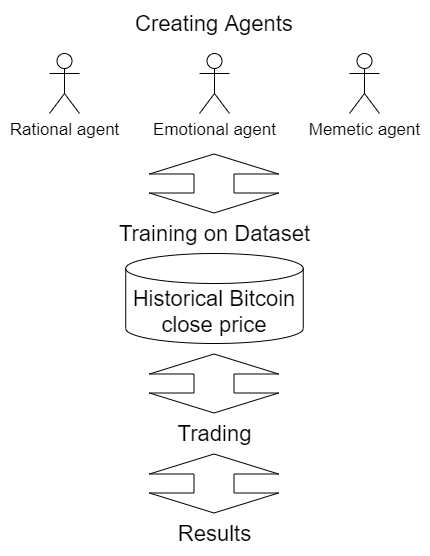 Creating Agents
Rational agent
Emotional agent
Memetic agent
Training on Dataset
Historical Bitcoin
close price
Trading
Results